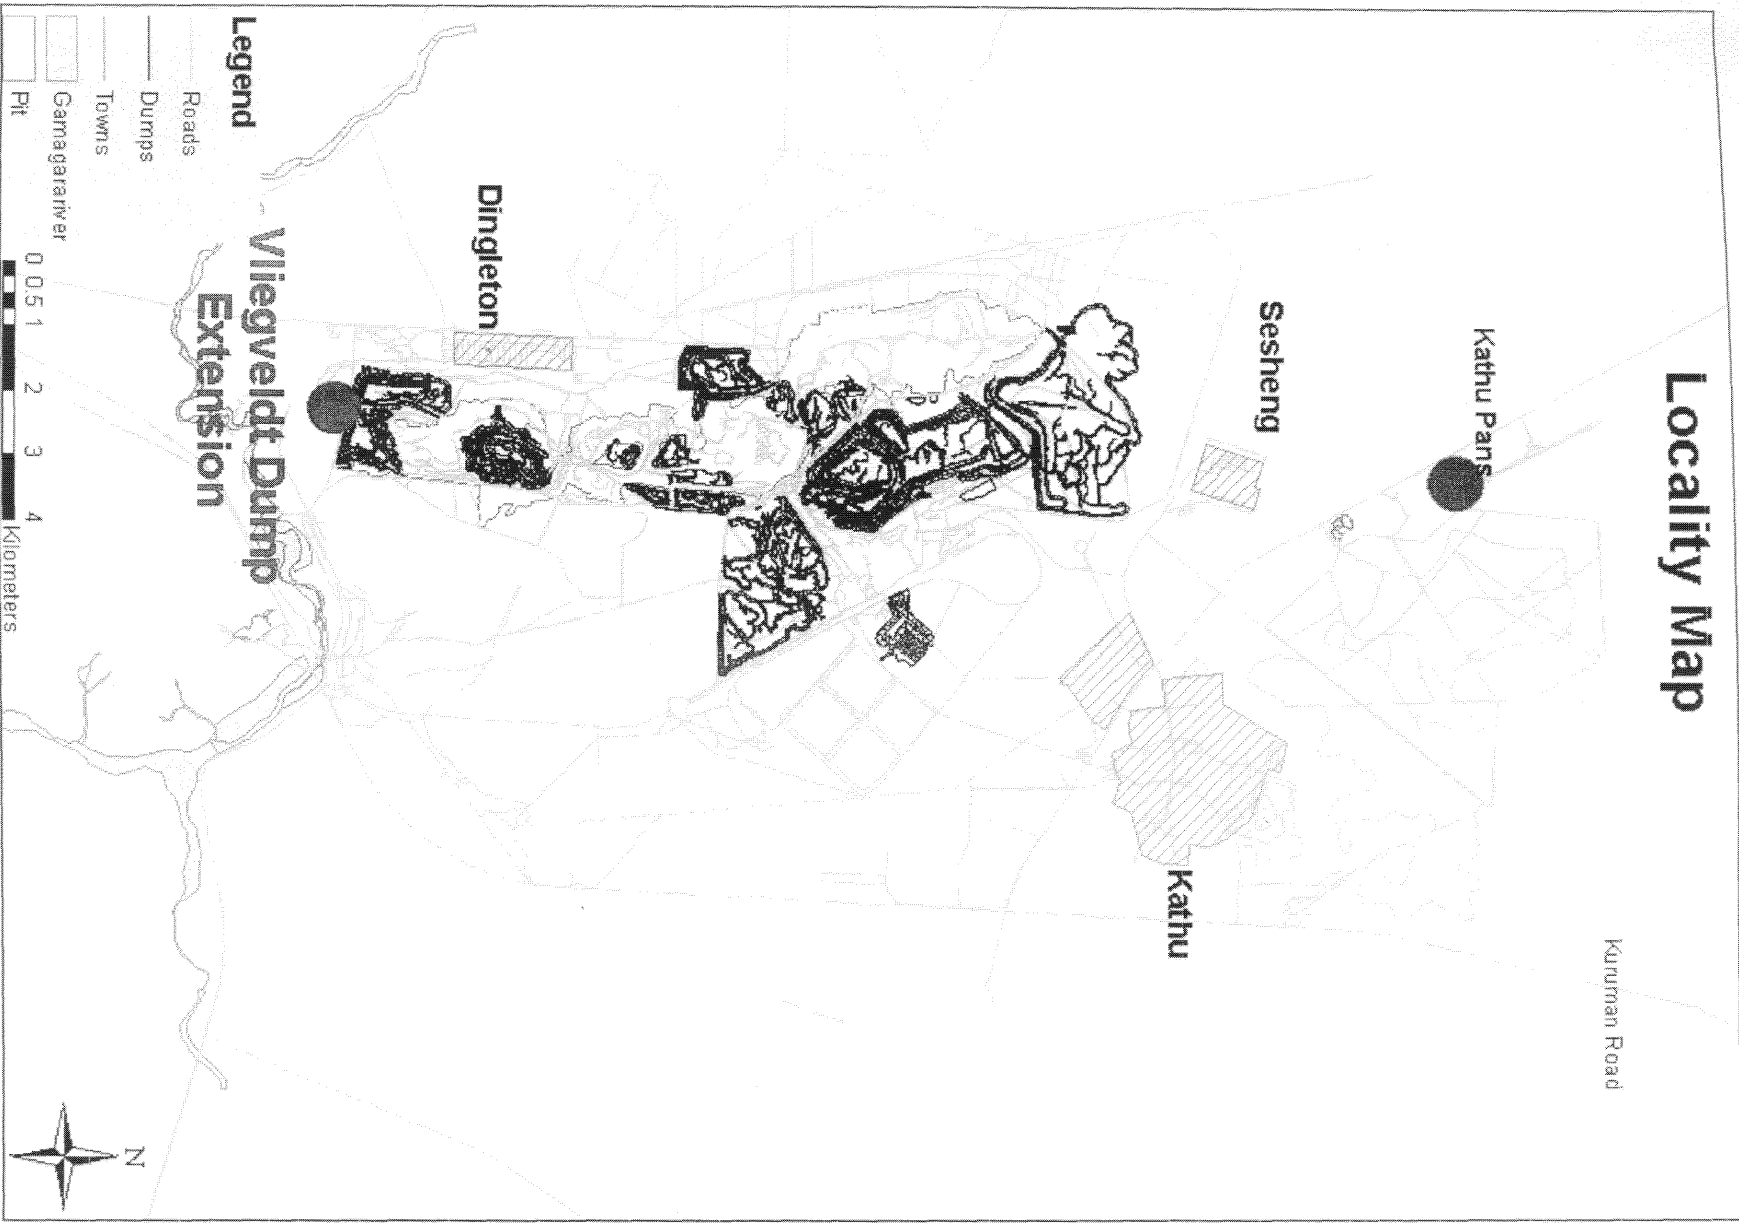 Locality Map
Kuruman Road
Kathu Pans
Sesheng
Kathu
Dingleton
Vliegveldt Dump
Extension
Legend
Roads
Dumps
Towns
Gamagarariver
Pit
0 0.5 1 2 3 4
Kilometers
N